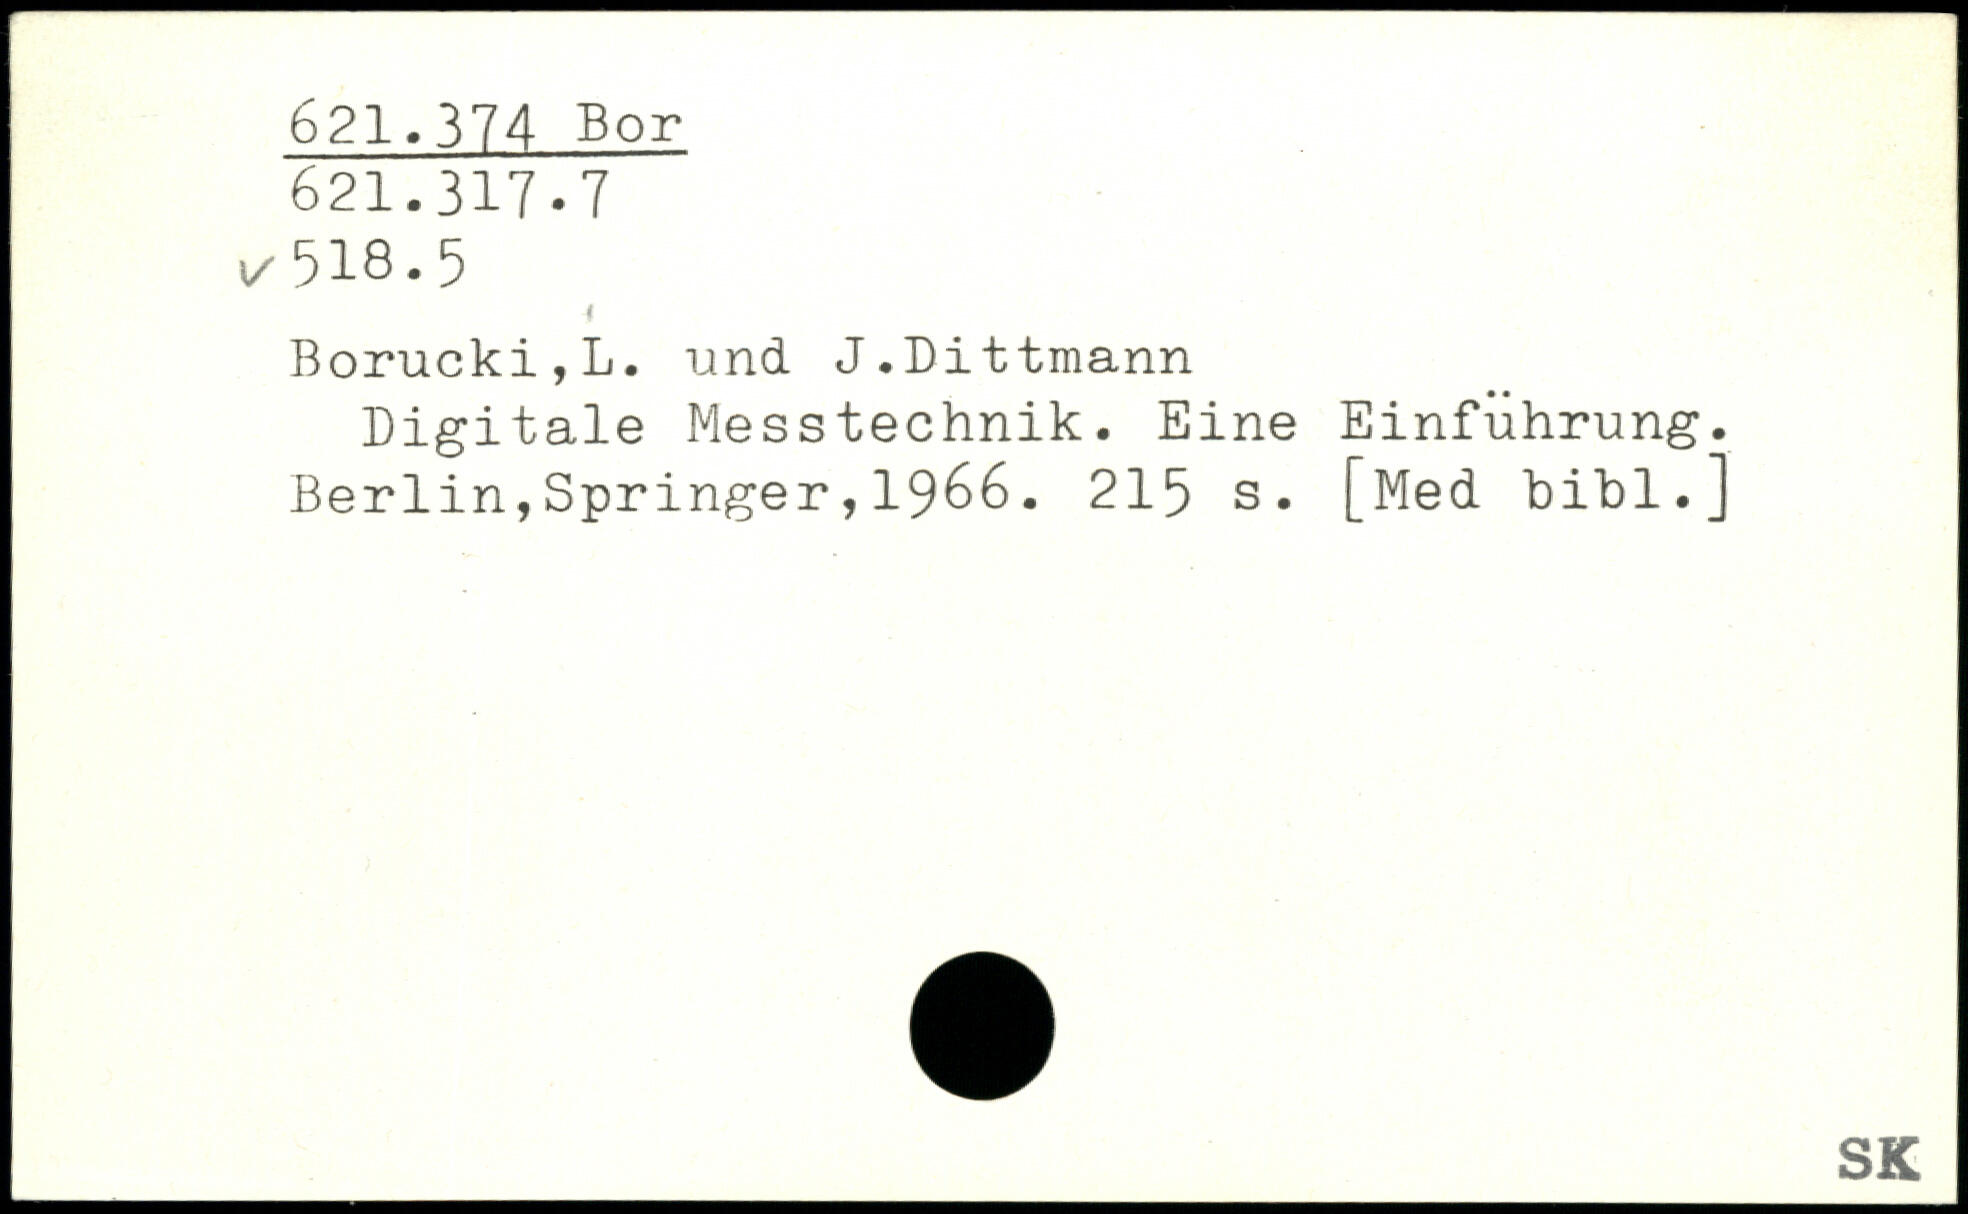 621.374 Bor
621.317.7
✓ 518.5
Borucki,L. und J.Dittmann
Digitale Messtechnik. Eine Einführung.
Berlin,Springer,1966. 215 s. [Med bibl.]
SK